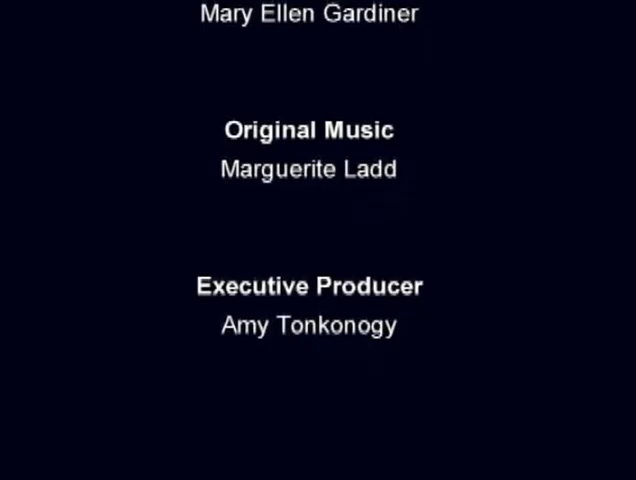 Mary Ellen Gardiner
Original Music
Marguerite Ladd
Executive Producer
Amy Tonkonogy